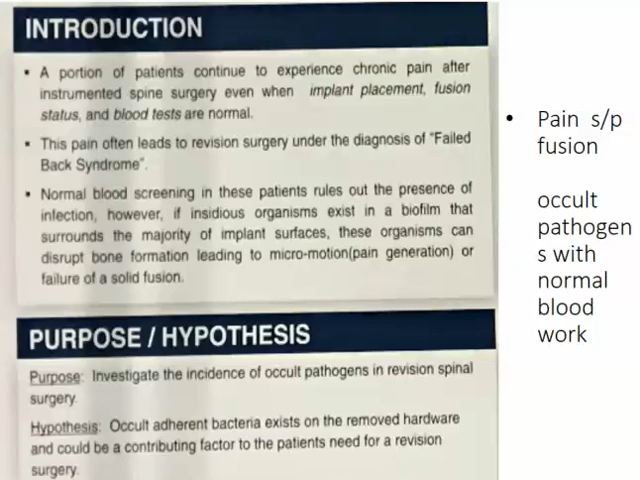 INTRODUCTION
▪ A portion of patients continue to experience chronic pain after
instrumented spine surgery even when implant placement, fusion
status, and blood tests are normal.
▪ This pain often leads to revision surgery under the diagnosis of "Failed
Back Syndrome".
▪ Normal blood screening in these patients rules out the presence of
infection, however, if insidious organisms exist in a biofilm that
surrounds the majority of implant surfaces, these organisms can
disrupt bone formation leading to micro-motion(pain generation) or
failure of a solid fusion.
PURPOSE / HYPOTHESIS
Purpose: Investigate the incidence of occult pathogens in revision spinal
surgery.
Hypothesis: Occult adherent bacteria exists on the removed hardware
and could be a contributing factor to the patients need for a revision
surgery.
• Pain s/p
fusion
occult
pathogen
s with
normal
blood
work